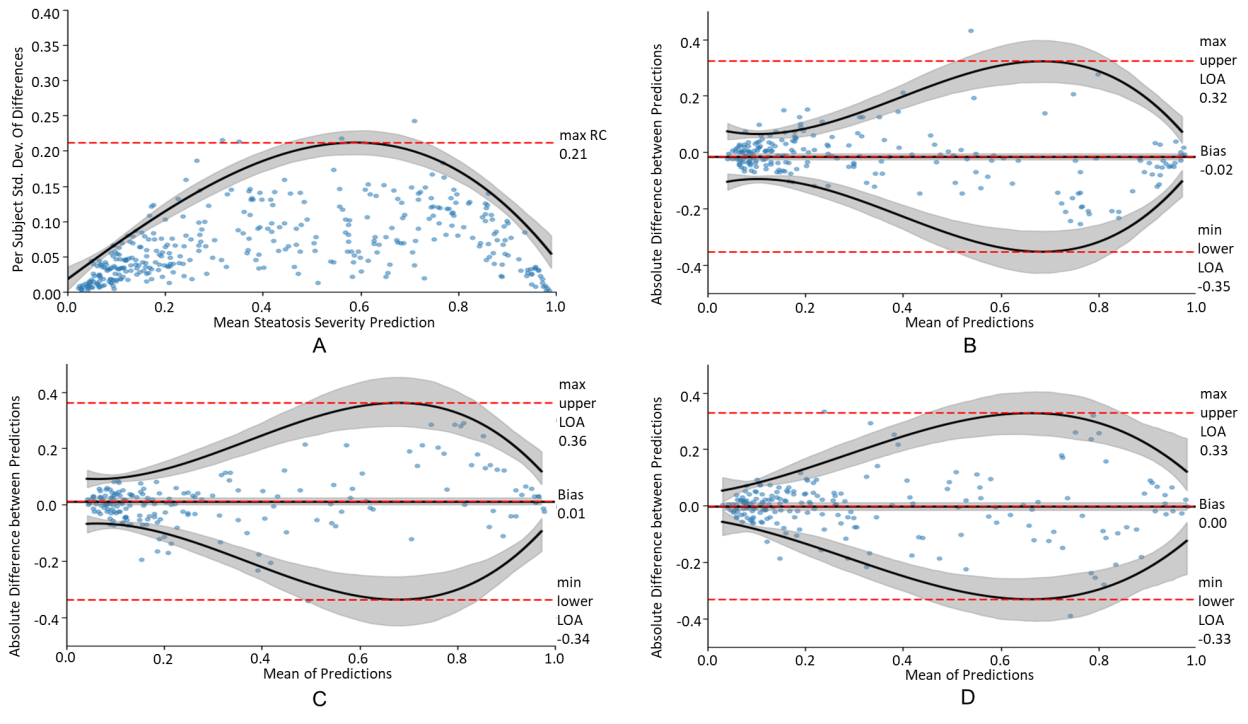 0.40
0.35
0.30
0.25
0.20
0.15
0.10
0.05
0.00
Per Subject Std. Dev. Of Differences
max RC
0.21
0.0 0.2 0.4 0.6 0.8 1.0
Mean Steatosis Severity Prediction
A
0.4
0.2
0.0
-0.2
-0.4
Absolute Difference between Predictions
max
upper
LOA
0.32
Bias
-0.02
min
lower
LOA
-0.35
0.0 0.2 0.4 0.6 0.8 1.0
Mean of Predictions
B
0.4
0.2
0.0
-0.2
-0.4
Absolute Difference between Predictions
max
upper
LOA
0.36
Bias
0.01
min
lower
LOA
-0.34
0.0 0.2 0.4 0.6 0.8 1.0
Mean of Predictions
C
0.4
0.2
0.0
-0.2
-0.4
Absolute Difference between Predictions
max
upper
LOA
0.33
Bias
0.00
min
lower
LOA
-0.33
0.0 0.2 0.4 0.6 0.8 1.0
Mean of Predictions
D